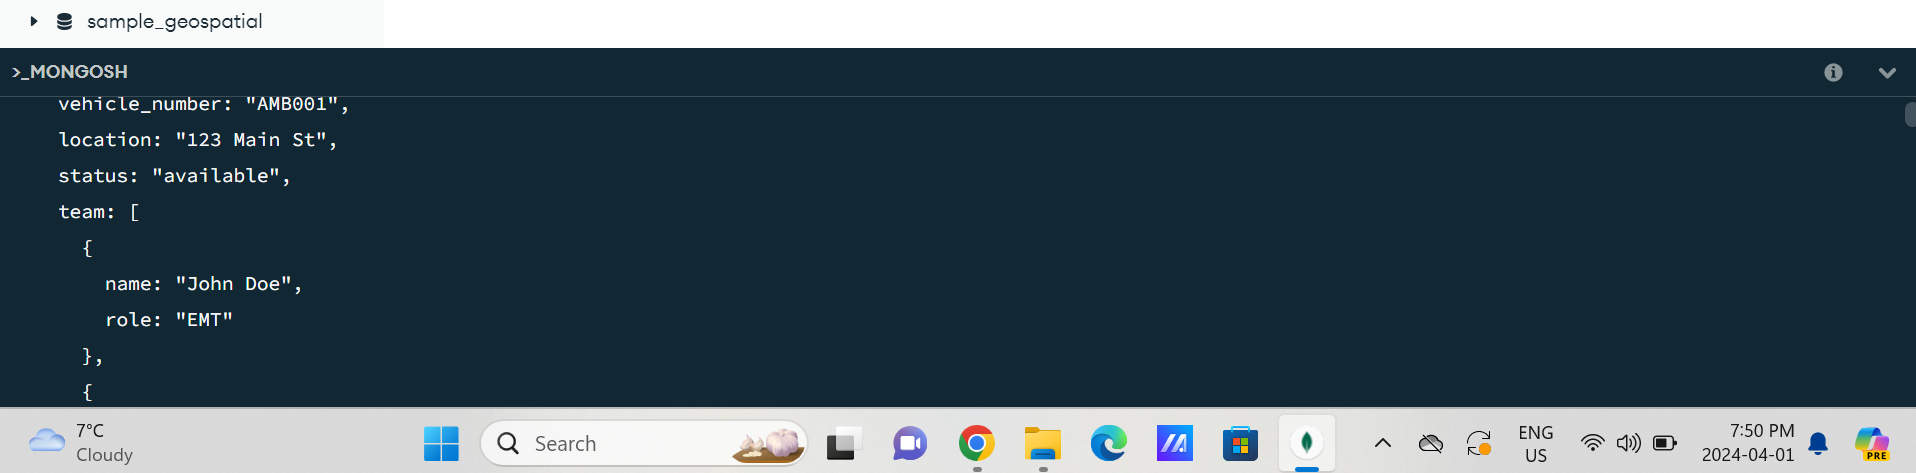 sample_geospatial
>_MONGOSH
vehicle_number: "AMB001",
location: "123 Main St",
status: "available",
team: [
{
name: "John Doe",
role: "EMT"
},
{
7°C
Cloudy
Search
ENG
US
7:50 PM
2024-04-01
PRE